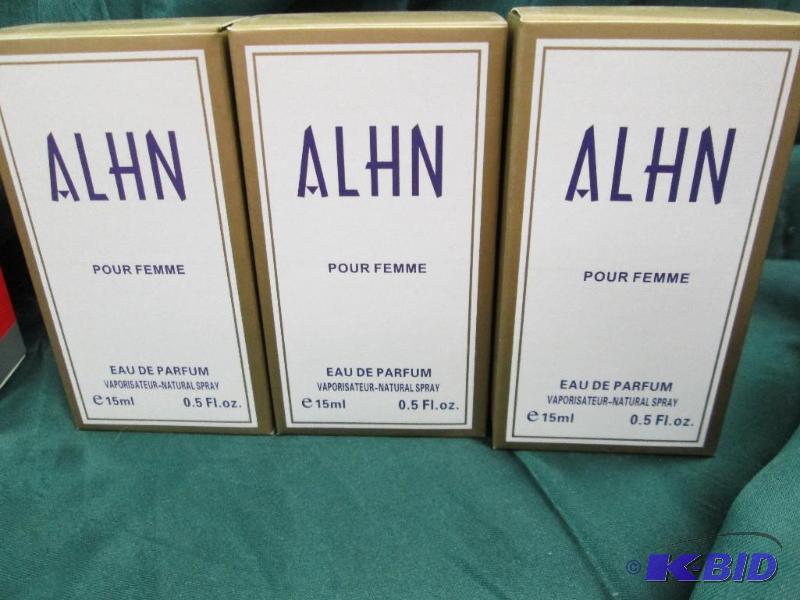 ALHN
POUR FEMME
EAU DE PARFUM
VAPORISATEUR-NATURAL SPRAY
℮15ml 0.5 Fl.oz.
ALHN
POUR FEMME
EAU DE PARFUM
VAPORISATEUR-NATURAL SPRAY
℮15ml 0.5 Fl.oz.
ALHN
POUR FEMME
EAU DE PARFUM
VAPORISATEUR-NATURAL SPRAY
℮15ml 0.5 Fl.oz.
© K-BID